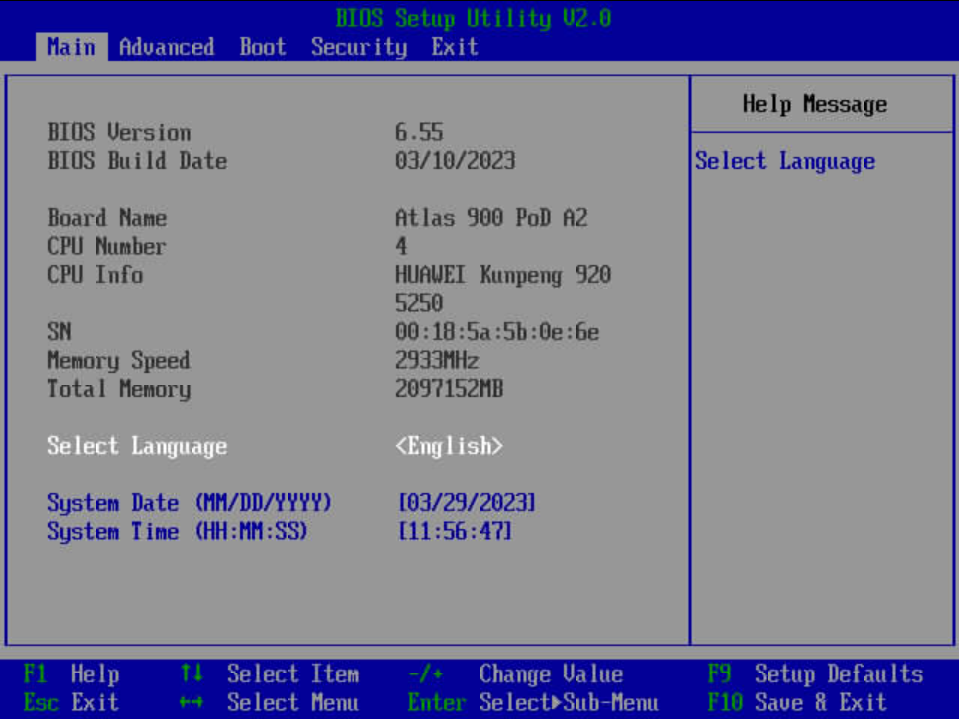 BIOS Setup Utility V2.0
Main Advanced Boot Security Exit
Help Message
BIOS Version 6.55
BIOS Build Date 03/10/2023
Select Language
Board Name Atlas 900 PoD A2
CPU Number 4
CPU Info HUAWEI Kunpeng 920
5250
SN 00:18:5a:5b:0e:6e
Memory Speed 2933MHz
Total Memory 2097152MB
Select Language <English>
System Date (MM/DD/YYYY) [03/29/2023]
System Time (HH:MM:SS) [11:56:47]
F1 Help ↑↓ Select Item -/+ Change Value F9 Setup Defaults
Esc Exit ←→ Select Menu Enter Select▶Sub-Menu F10 Save & Exit